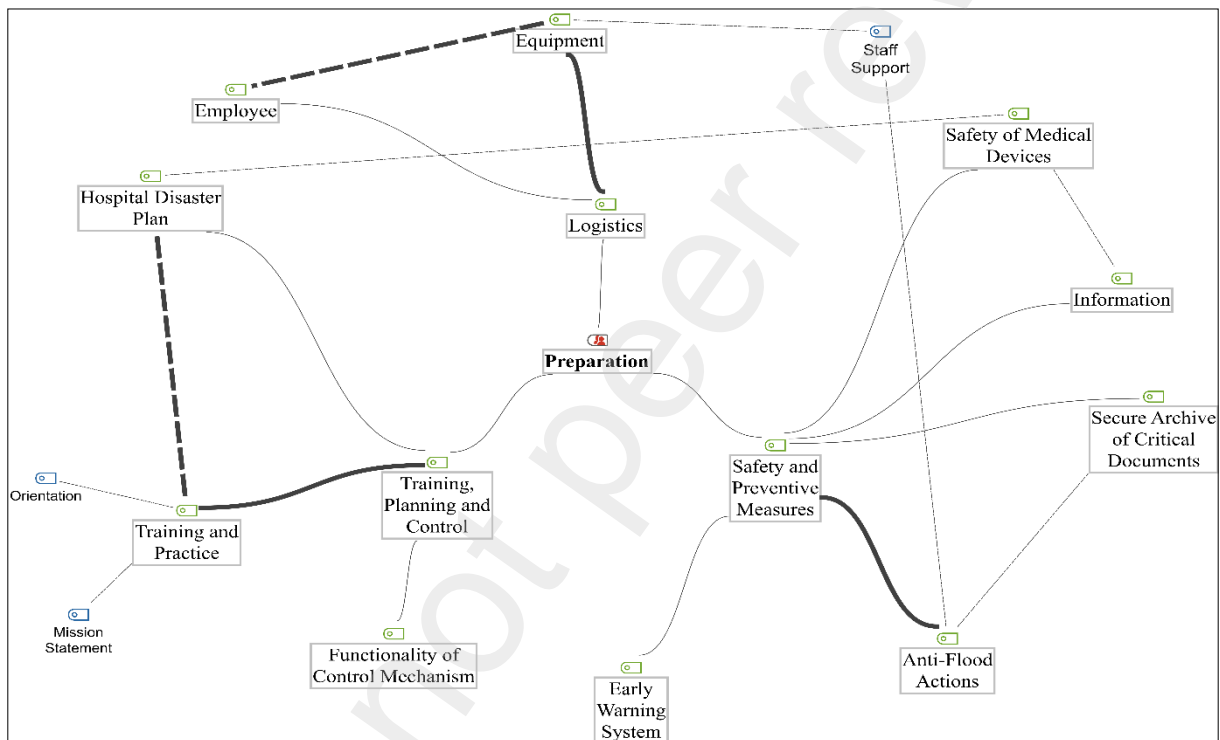 Equipment
Staff
Support
Employee
Safety of Medical
Devices
Hospital Disaster
Plan
Logistics
Information
Preparation
Secure Archive
of Critical
Documents
Safety and
Preventive
Measures
Training,
Planning and
Control
Orientation
Training and
Practice
Mission
Statement
Functionality of
Control Mechanism
Anti-Flood
Actions
Early
Warning
System
not peer rev